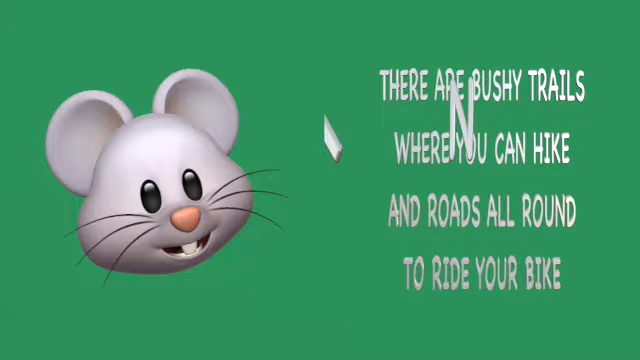 THERE ARE BUSHY TRAILS
N
WHERE YOU CAN HIKE
AND ROADS ALL ROUND
TO RIDE YOUR BIKE